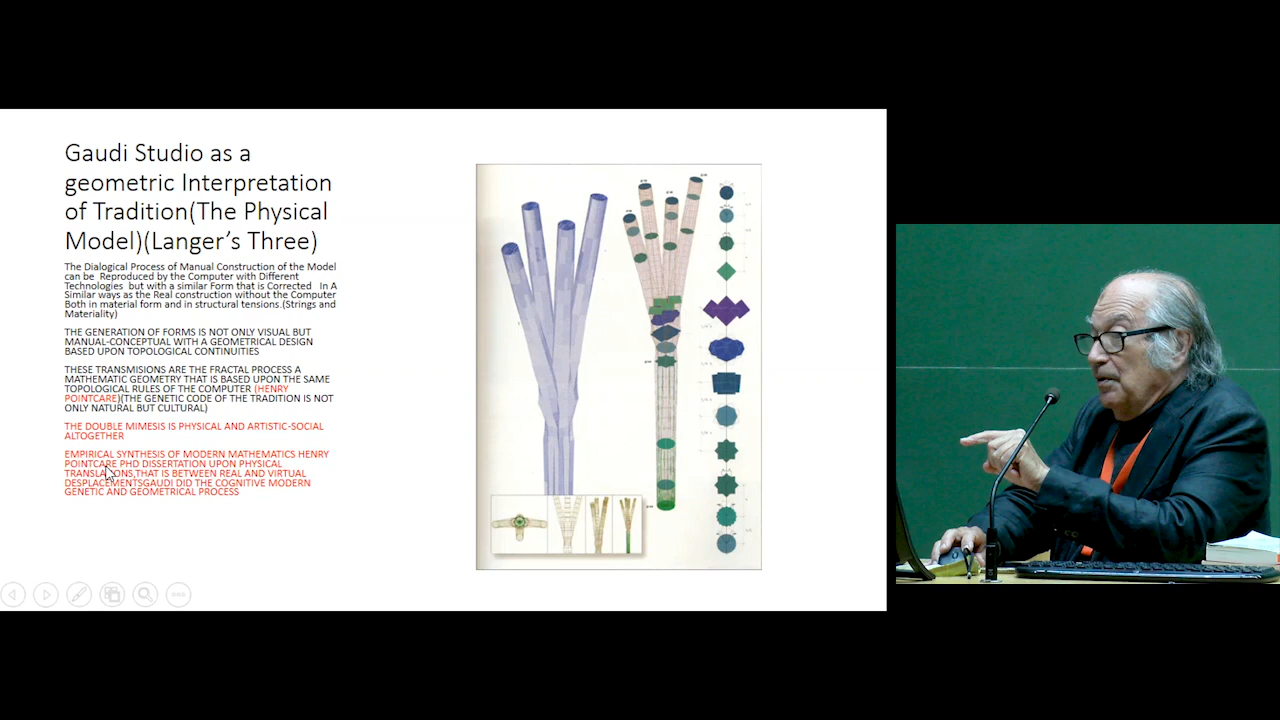 Gaudi Studio as a
geometric Interpretation
of Tradition(The Physical
Model)(Langer's Three)
The Dialogical Process of Manual Construction of the Model
can be Reproduced by the Computer with Different
Technologies but with a similar Form that is Corrected In A
Similar ways as the Real construction without the Computer
Both in material form and in structural tensions.(Strings and
Materiality)
THE GENERATION OF FORMS IS NOT ONLY VISUAL BUT
MANUAL-CONCEPTUAL WITH A GEOMETRICAL DESIGN
BASED UPON TOPOLOGICAL CONTINUITIES
THESE TRANSMISIONS ARE THE FRACTAL PROCESS A
MATHEMATIC GEOMETRY THAT IS BASED UPON THE SAME
TOPOLOGICAL RULES OF THE COMPUTER (HENRY
POINTCARE)(THE GENETIC CODE OF THE TRADITION IS NOT
ONLY NATURAL BUT CULTURAL)
THE DOUBLE MIMESIS IS PHYSICAL AND ARTISTIC-SOCIAL
ALTOGETHER
EMPIRICAL SYNTHESIS OF MODERN MATHEMATICS HENRY
POINTCARE PHD DISSERTATION UPON PHYSICAL
TRANSLATIONS,THAT IS BETWEEN REAL AND VIRTUAL
DESPLACEMENTSGAUDI DID THE COGNITIVE MODERN
GENETIC AND GEOMETRICAL PROCESS